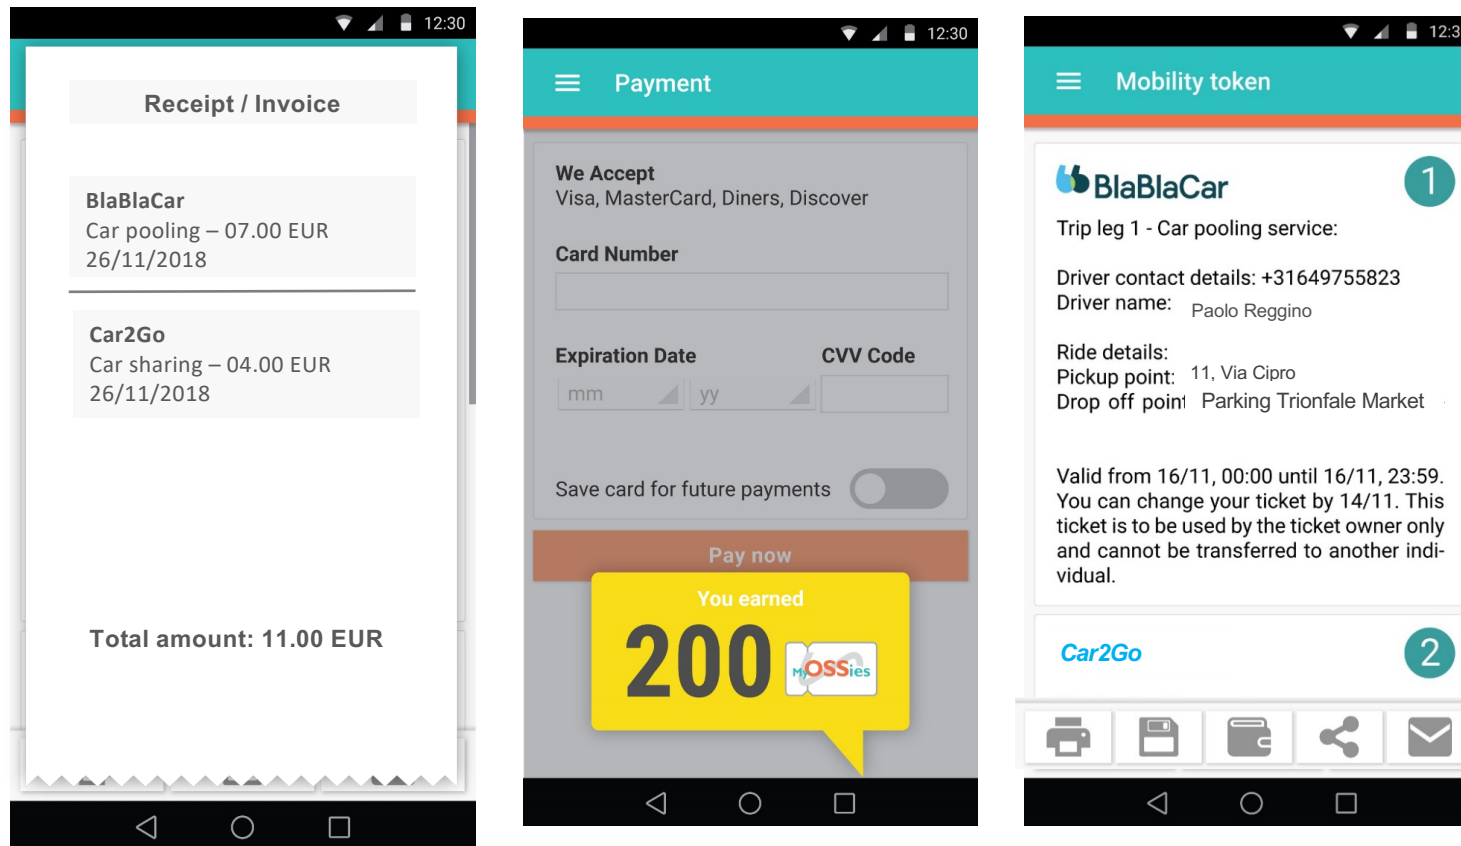 12:30
Receipt / Invoice
BlaBlaCar
Car pooling – 07.00 EUR
26/11/2018
Car2Go
Car sharing – 04.00 EUR
26/11/2018
Total amount: 11.00 EUR
12:30
Payment
We Accept
Visa, MasterCard, Diners, Discover
Card Number
Expiration Date CVV Code
mm yy
Save card for future payments
Pay now
You earned
200 MyOSSies
12:3
Mobility token
BlaBlaCar 1
Trip leg 1 - Car pooling service:
Driver contact details: +31649755823
Driver name: Paolo Reggino
Ride details:
Pickup point: 11, Via Cipro
Drop off point Parking Trionfale Market
Valid from 16/11, 00:00 until 16/11, 23:59.
You can change your ticket by 14/11. This
ticket is to be used by the ticket owner only
and cannot be transferred to another indi-
vidual.
Car2Go 2